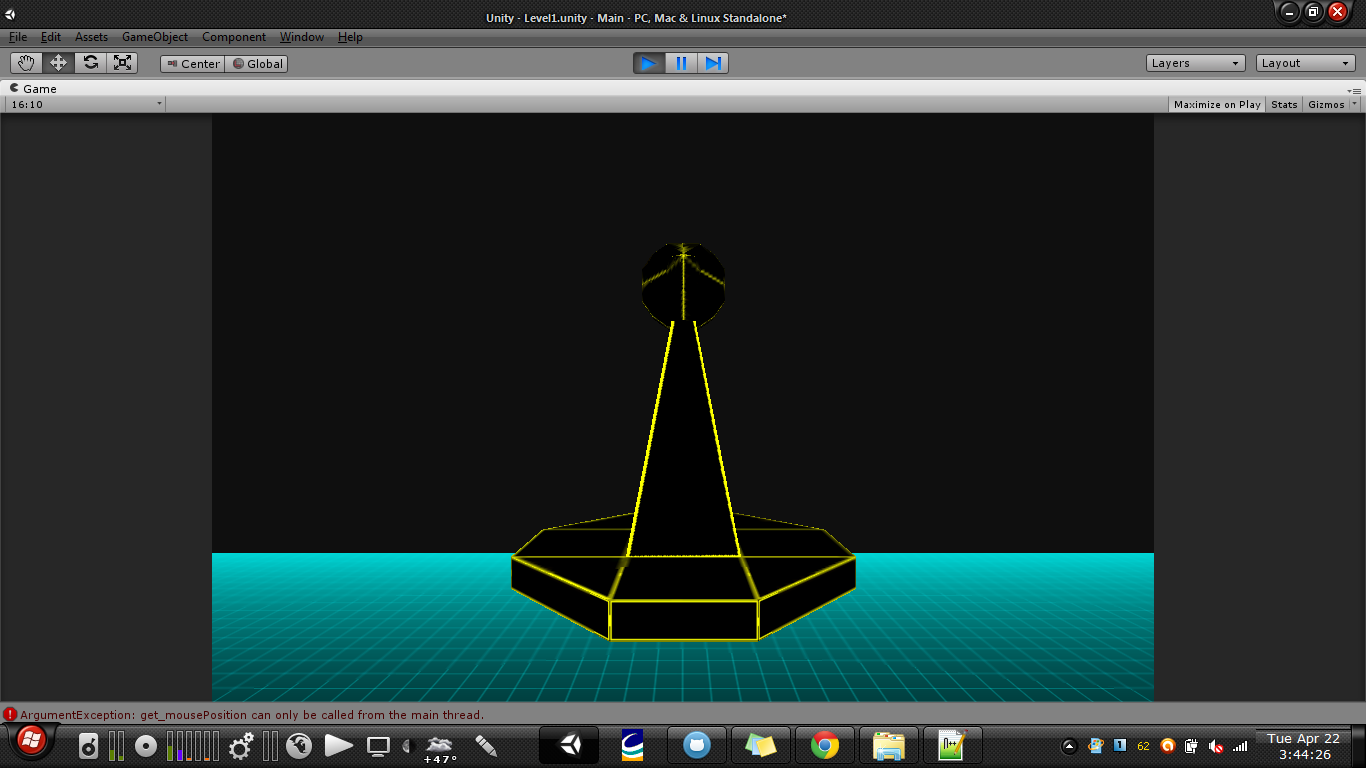 Unity - Level1.unity - Main - PC, Mac & Linux Standalone*
File Edit Assets GameObject Component Window Help
Center Global Layers Layout
Game
16:10 Maximize on Play Stats Gizmos
ArgumentException: get_mousePosition can only be called from the main thread.
+47° 62 Tue Apr 22
3:44:26